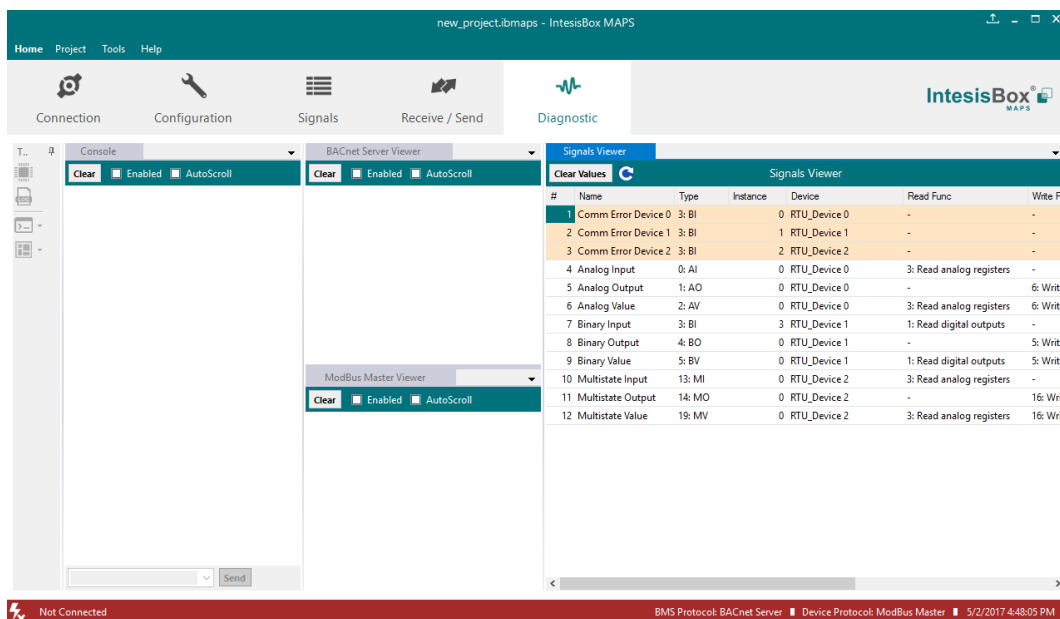 new_project.ibmaps - IntesisBox MAPS
Home Project Tools Help
Connection Configuration Signals Receive / Send Diagnostic
IntesisBox® MAPS
T... Console BACnet Server Viewer Signals Viewer
Clear Enabled AutoScroll Clear Enabled AutoScroll Clear Values Signals Viewer
# Name Type Instance Device Read Func Write F
1 Comm Error Device 0 3: BI 0 RTU_Device 0 - -
2 Comm Error Device 1 3: BI 1 RTU_Device 1 - -
3 Comm Error Device 2 3: BI 2 RTU_Device 2 - -
4 Analog Input 0: AI 0 RTU_Device 0 3: Read analog registers -
5 Analog Output 1: AO 0 RTU_Device 0 - 6: Writ
6 Analog Value 2: AV 0 RTU_Device 0 3: Read analog registers 6: Writ
7 Binary Input 3: BI 3 RTU_Device 1 1: Read digital outputs -
8 Binary Output 4: BO 0 RTU_Device 1 - 5: Writ
9 Binary Value 5: BV 0 RTU_Device 1 1: Read digital outputs 5: Writ
ModBus Master Viewer
10 Multistate Input 13: MI 0 RTU_Device 2 3: Read analog registers -
Clear Enabled AutoScroll
11 Multistate Output 14: MO 0 RTU_Device 2 - 16: Wri
12 Multistate Value 19: MV 0 RTU_Device 2 3: Read analog registers 16: Wri
Send
Not Connected BMS Protocol: BACnet Server Device Protocol: ModBus Master 5/2/2017 4:48:05 PM